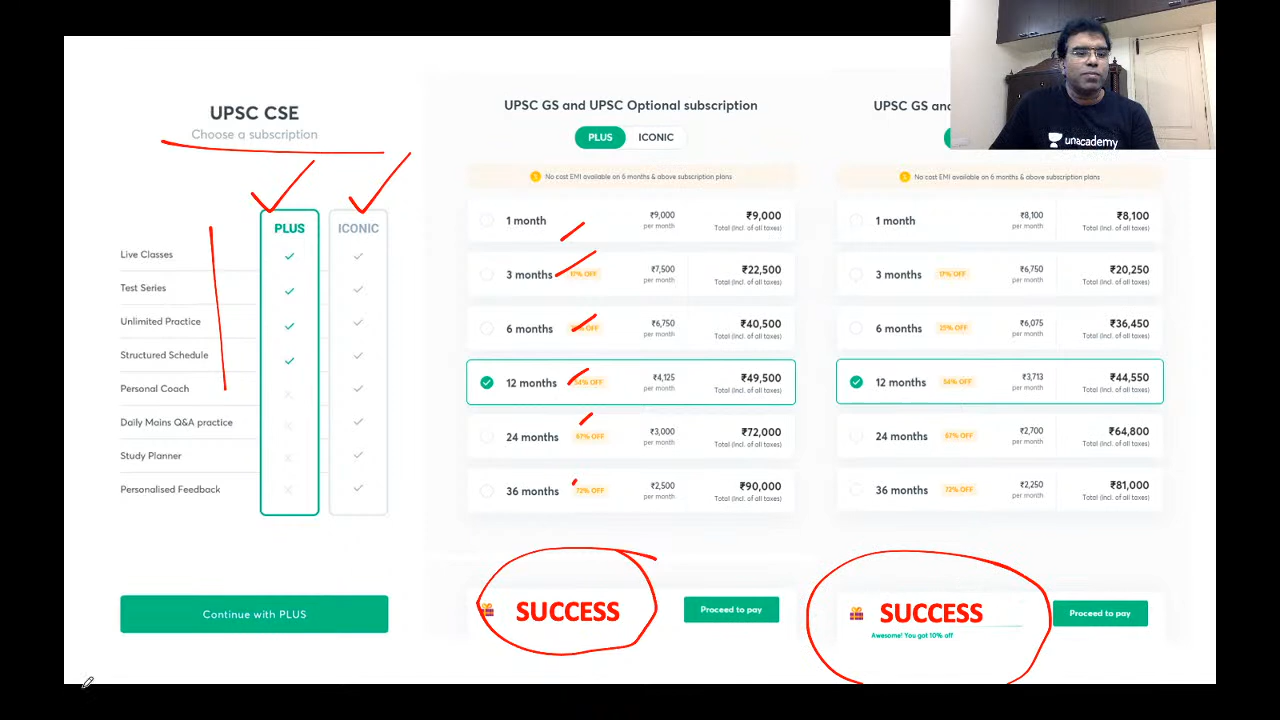 UPSC CSE
Choose a subscription
PLUS ICONIC
Live Classes
Test Series
Unlimited Practice
Structured Schedule
Personal Coach
Daily Mains Q&A practice
Study Planner
Personalised Feedback
Continue with PLUS
UPSC GS and UPSC Optional subscription
PLUS ICONIC
No cost EMI available on 6 months & above subscription plans
1 month ₹9,000 ₹9,000
per month Total (Incl. of all taxes)
3 months 17% OFF ₹7,500 ₹22,500
per month Total (Incl. of all taxes)
6 months OFF ₹6,750 ₹40,500
per month Total (Incl. of all taxes)
12 months 54% OFF ₹4,125 ₹49,500
per month Total (Incl. of all taxes)
24 months 67% OFF ₹3,000 ₹72,000
per month Total (Incl. of all taxes)
36 months 72% OFF ₹2,500 ₹90,000
per month Total (Incl. of all taxes)
SUCCESS Proceed to pay
UPSC GS and
No cost EMI available on 6 months & above subscription plans
1 month ₹8,100 ₹8,100
per month Total (Incl. of all taxes)
3 months 17% OFF ₹6,750 ₹20,250
per month Total (Incl. of all taxes)
6 months 25% OFF ₹6,075 ₹36,450
per month Total (Incl. of all taxes)
12 months 54% OFF ₹3,713 ₹44,550
per month Total (Incl. of all taxes)
24 months 67% OFF ₹2,700 ₹64,800
per month Total (Incl. of all taxes)
36 months 72% OFF ₹2,250 ₹81,000
per month Total (Incl. of all taxes)
SUCCESS Proceed to pay
Awesome! You got 10% off
unacademy